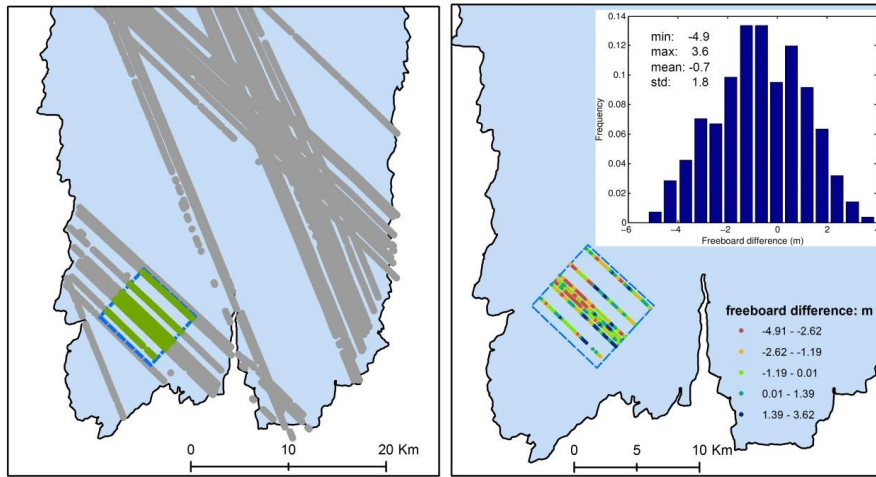 0
10
20 Km
0.14
0.12
0.1
0.08
0.06
0.04
0.02
0
min: -4.9
max: 3.6
mean: -0.7
std: 1.8
Frequency
−6
−4
−2
0
2
4
Freeboard difference (m)
freeboard difference: m
-4.91 - -2.62
-2.62 - -1.19
-1.19 - 0.01
0.01 - 1.39
1.39 - 3.62
0
5
10 Km